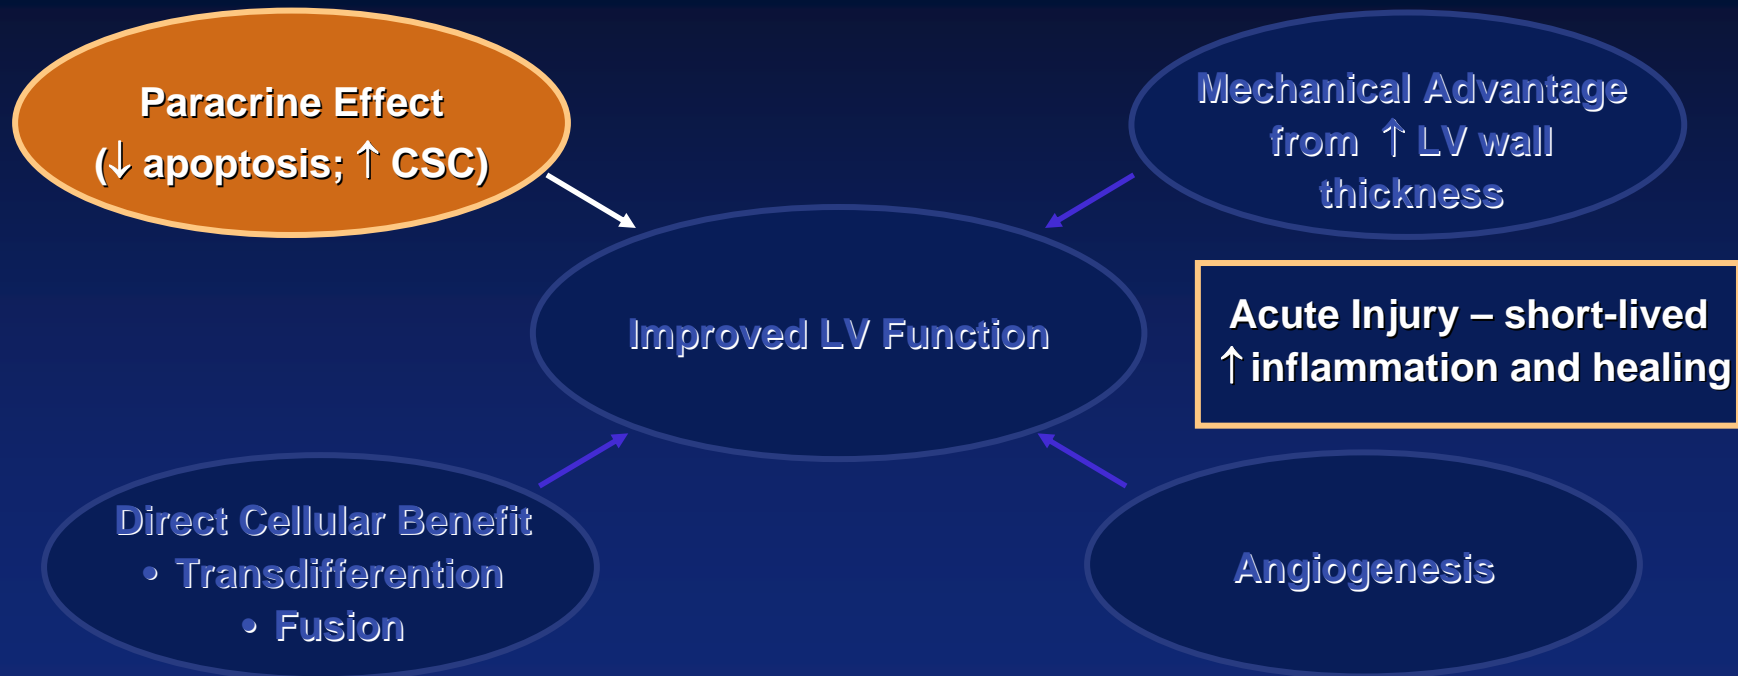 Paracrine Effect
(↓ apoptosis; ↑ CSC)
Mechanical Advantage
from ↑ LV wall
thickness
Improved LV Function
Acute Injury – short-lived
↑ inflammation and healing
Direct Cellular Benefit
• Transdifferention
• Fusion
Angiogenesis